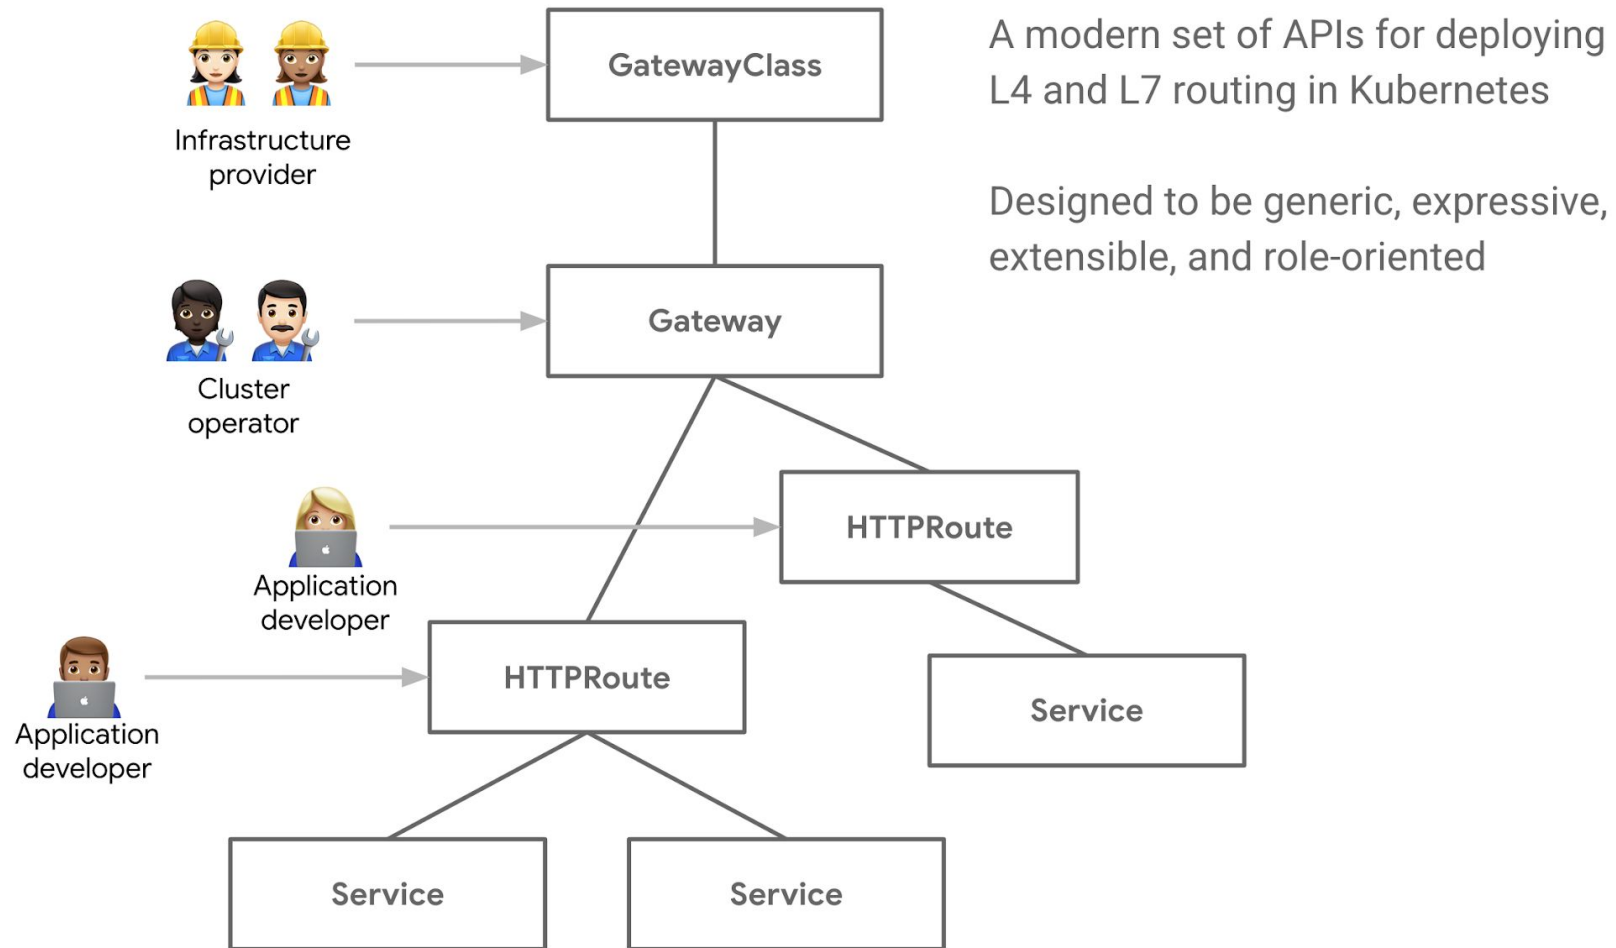 GatewayClass
A modern set of APIs for deploying
L4 and L7 routing in Kubernetes
Infrastructure
provider
Designed to be generic, expressive,
extensible, and role-oriented
Gateway
Cluster
operator
HTTPRoute
Application
developer
HTTPRoute
Application
developer
Service
Service
Service